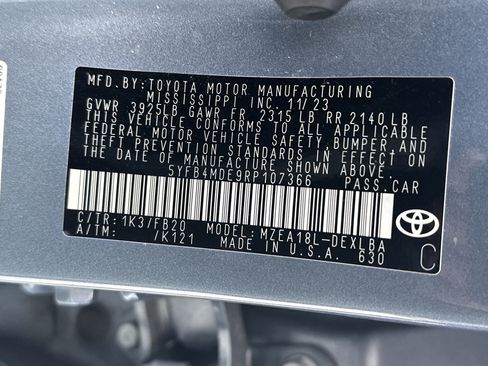 MFD.BY:TOYOTA MOTOR MANUFACTURING
MISSISSIPPI INC. 11/23
GVWR 3925LB GAWR FR 2315 LB RR 2140 LB
THIS VEHICLE CONFORMS TO ALL APPLICABLE
FEDERAL MOTOR VEHICLE SAFETY, BUMPER, AND
THEFT PREVENTION STANDARDS IN EFFECT ON
THE DATE OF MANUFACTURE SHOWN ABOVE.
5YFB4MDE9RP107366 PASS.CAR
C/TR: 1K3/FB20 MODEL: MZEA18L-DEXLBA
A/TM: /K121 MADE IN U.S.A. 630
C